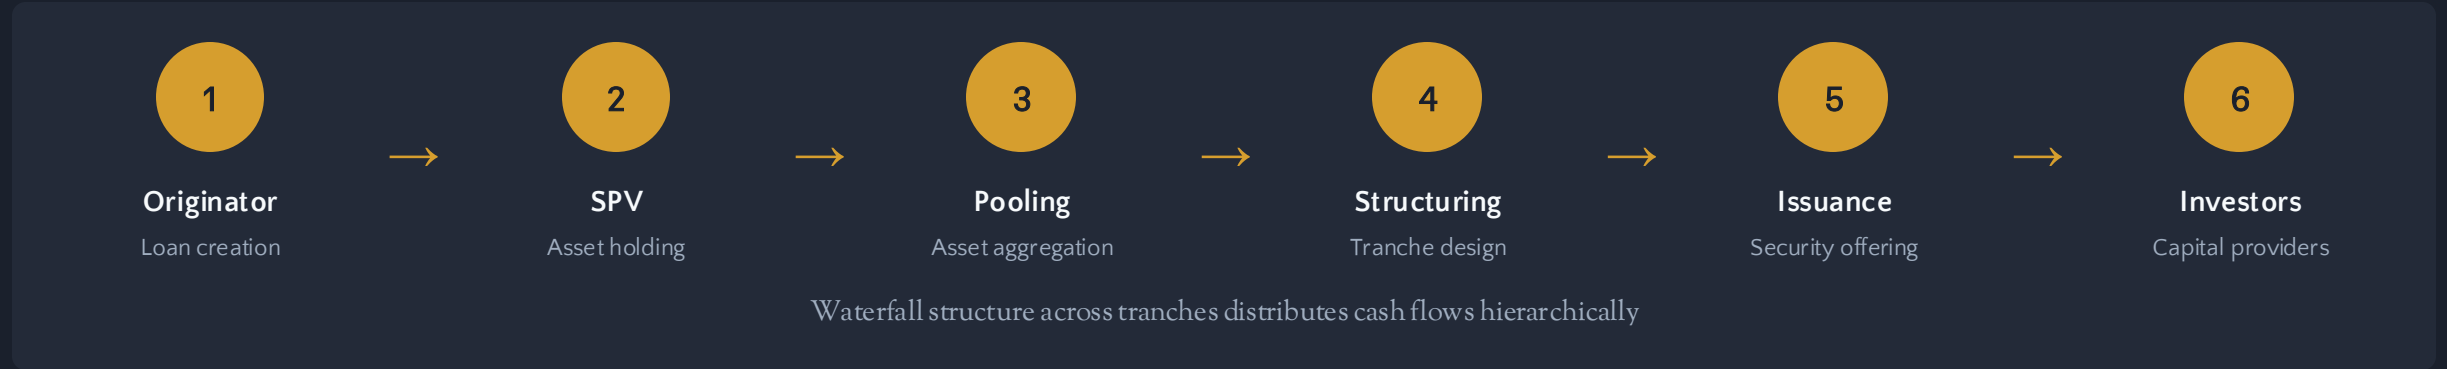 1 2 3 4 5 6
→ → → → →
Originator SPV Pooling Structuring Issuance Investors
Loan creation Asset holding Asset aggregation Tranche design Security offering Capital providers
Waterfall structure across tranches distributes cash flows hierarchically